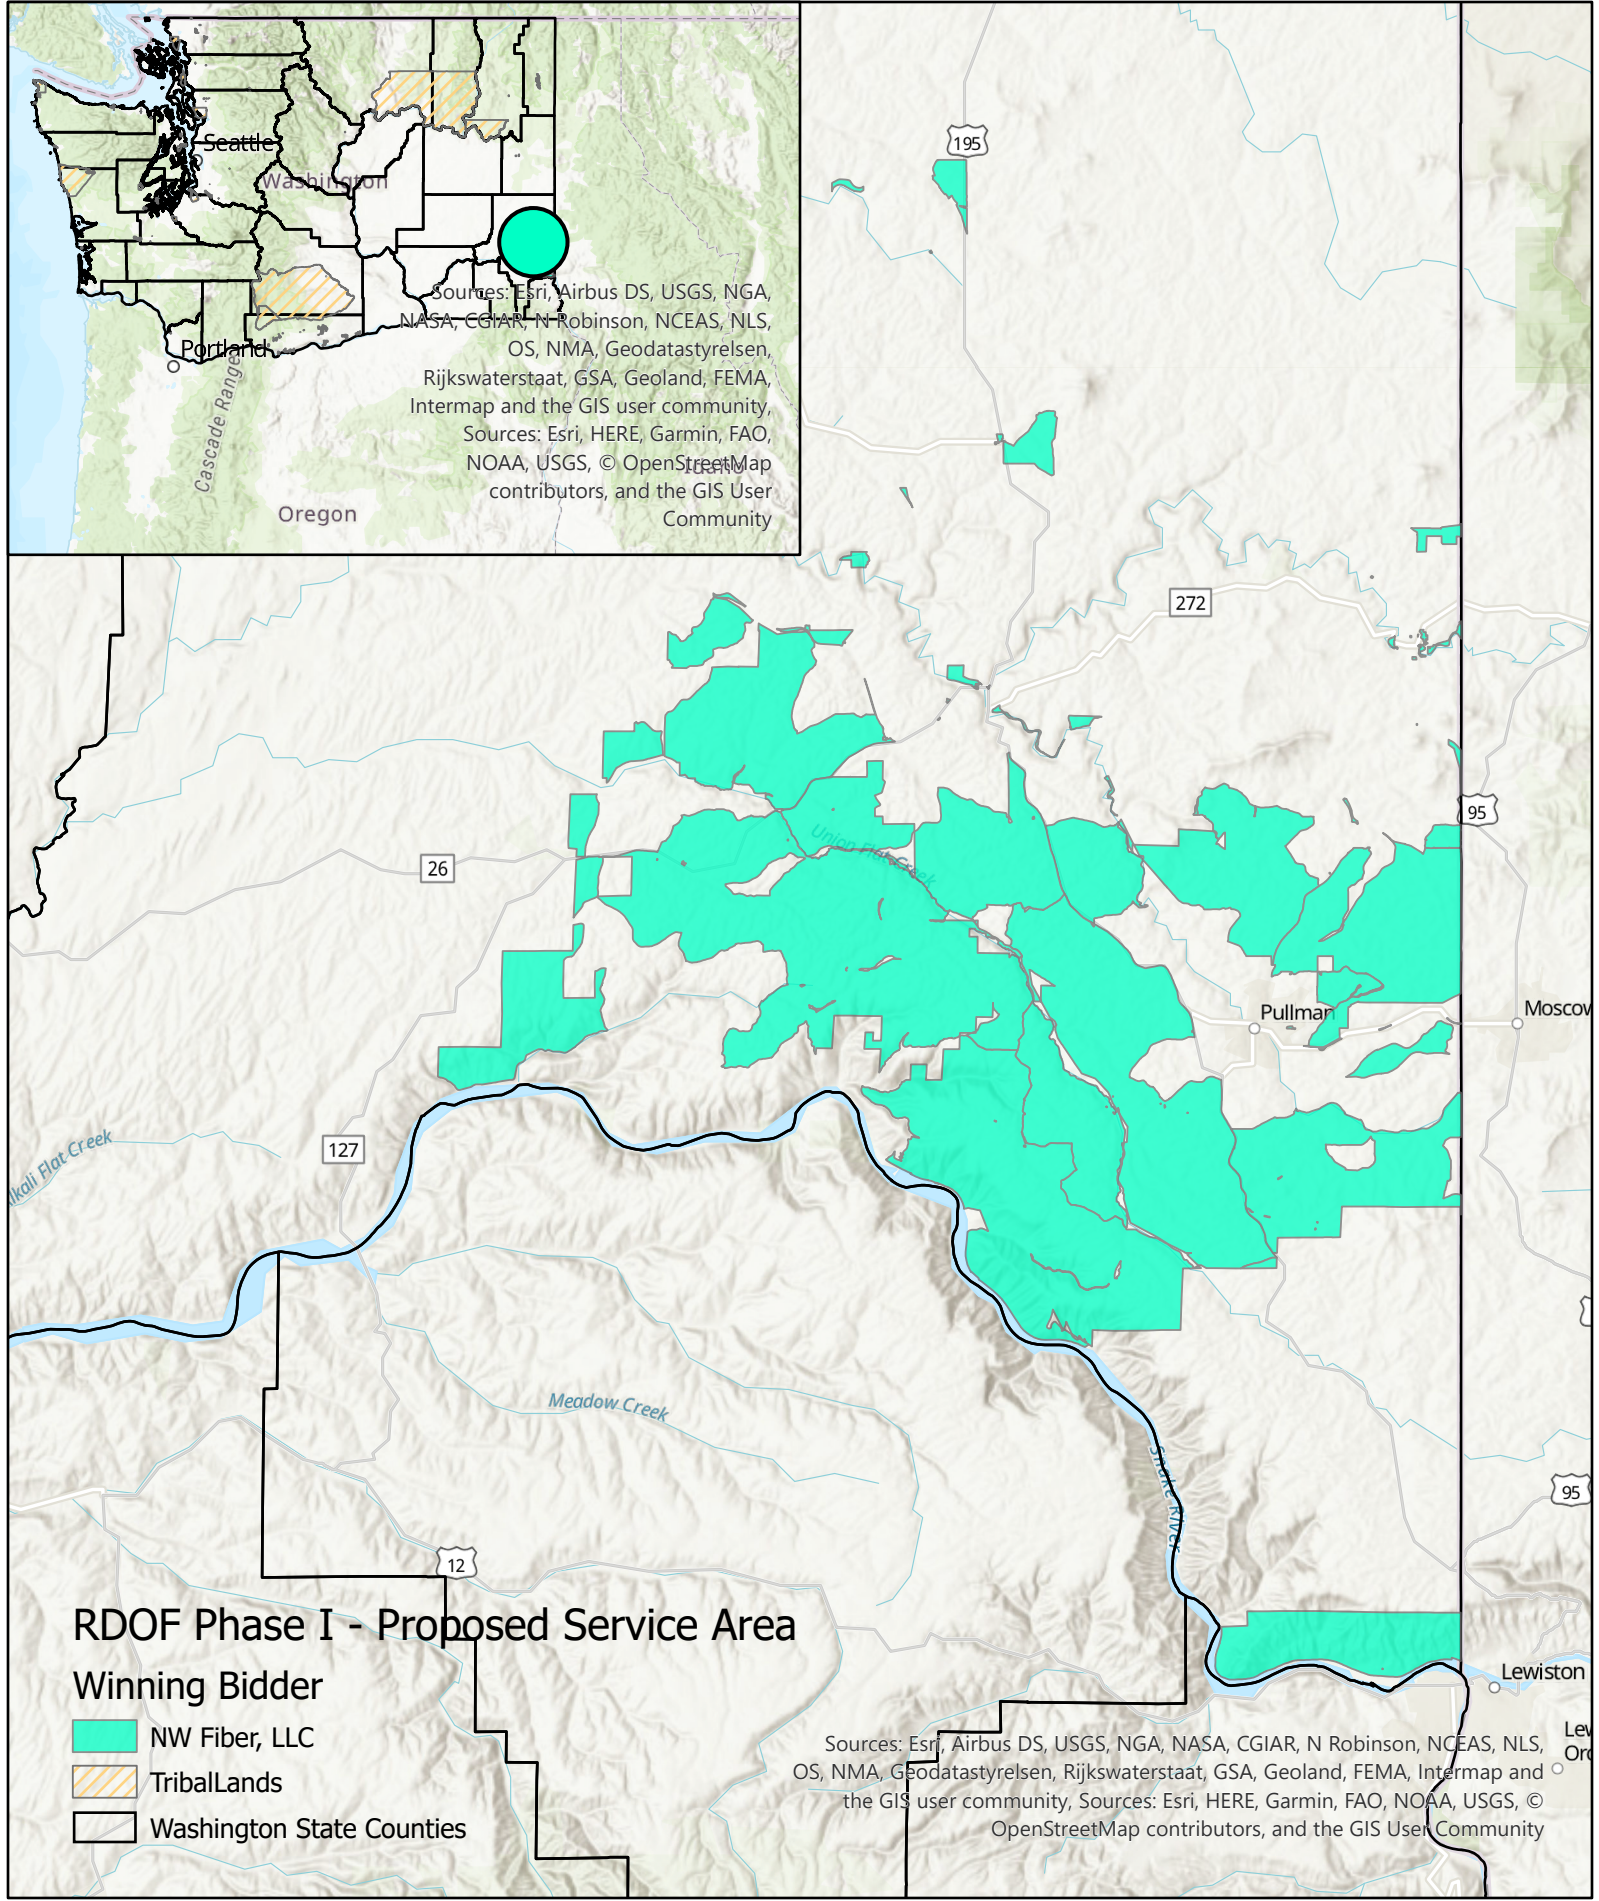 Seattle
Washington
Portland
Cascade Range
Oregon
Idaho
Sources: Esri, Airbus DS, USGS, NGA,
NASA, CGIAR, N Robinson, NCEAS, NLS,
OS, NMA, Geodatastyrelsen,
Rijkswaterstaat, GSA, Geoland, FEMA,
Intermap and the GIS user community,
Sources: Esri, HERE, Garmin, FAO,
NOAA, USGS, © OpenStreetMap
contributors, and the GIS User
Community
195
272
95
Union Flat Creek
26
Pullman
Moscow
127
lkali Flat Creek
Meadow Creek
Snake River
95
12
Lewiston
Lew
Orc
RDOF Phase I - Proposed Service Area
Winning Bidder
NW Fiber, LLC
TribalLands
Washington State Counties
Sources: Esri, Airbus DS, USGS, NGA, NASA, CGIAR, N Robinson, NCEAS, NLS,
OS, NMA, Geodatastyrelsen, Rijkswaterstaat, GSA, Geoland, FEMA, Intermap and
the GIS user community, Sources: Esri, HERE, Garmin, FAO, NOAA, USGS, ©
OpenStreetMap contributors, and the GIS User Community